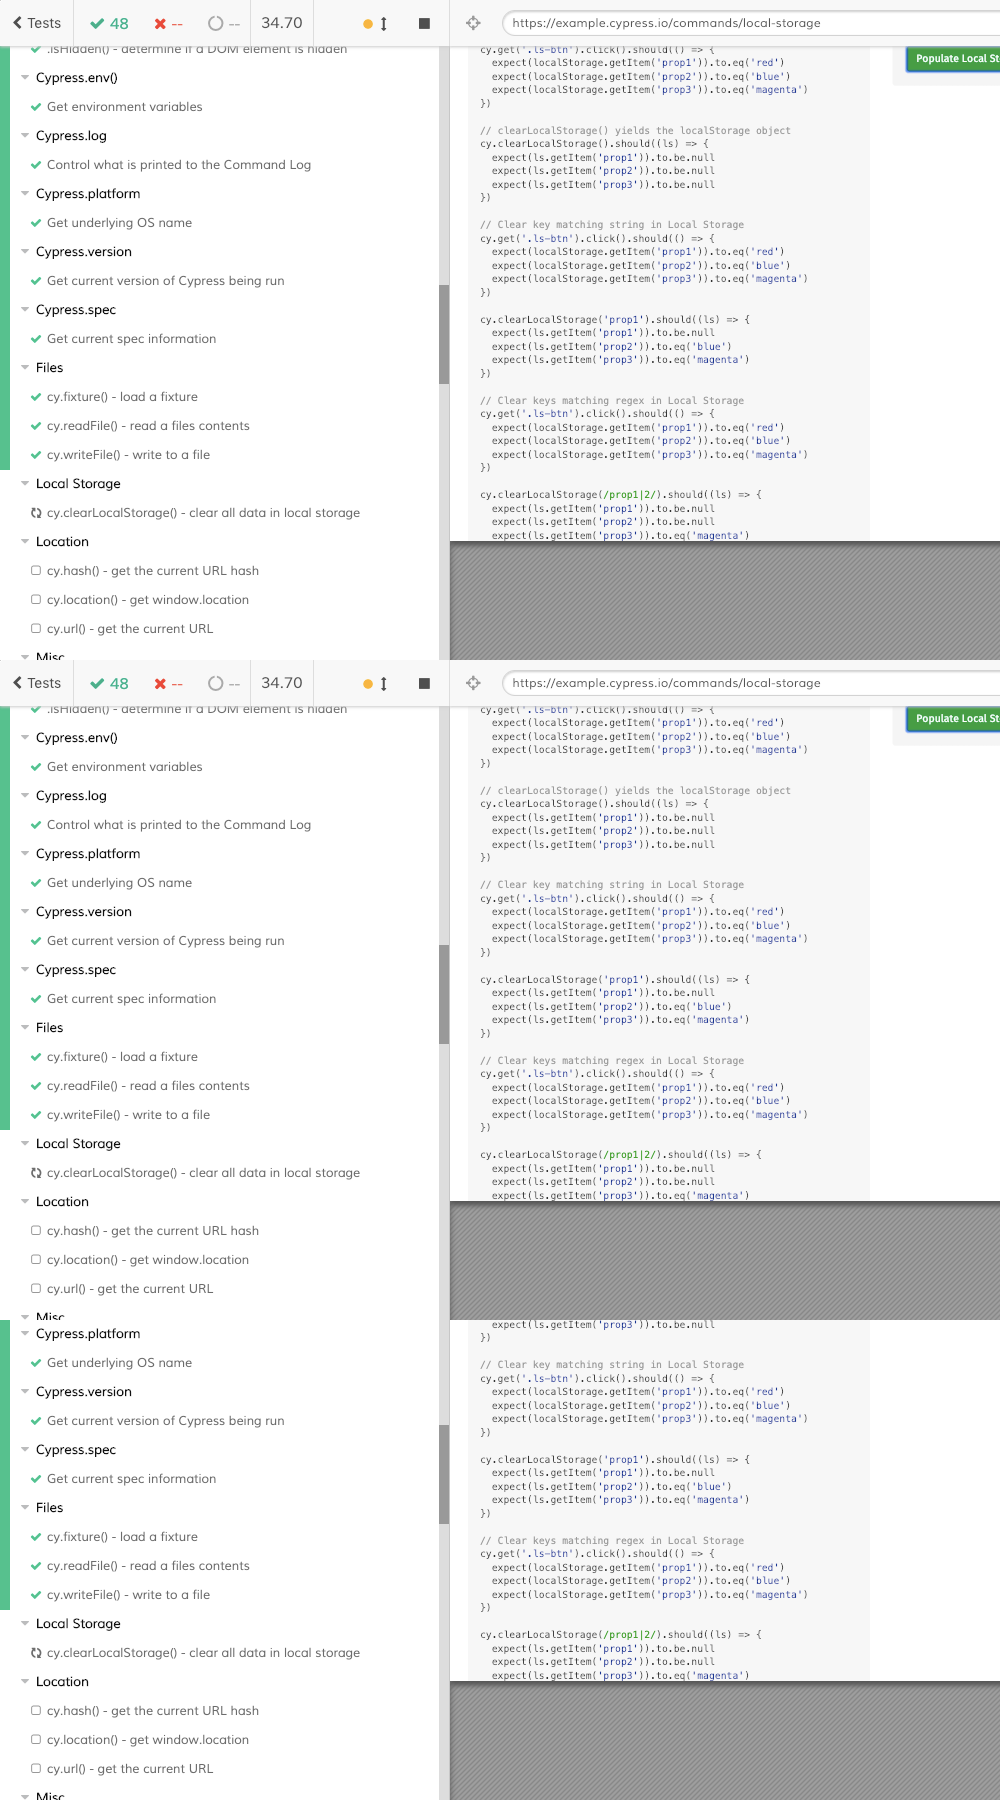 Tests 48 -- -- 34.70
.isHidden() - determine if a DOM element is hidden
Cypress.env()
Get environment variables
Cypress.log
Control what is printed to the Command Log
Cypress.platform
Get underlying OS name
Cypress.version
Get current version of Cypress being run
Cypress.spec
Get current spec information
Files
cy.fixture() - load a fixture
cy.readFile() - read a files contents
cy.writeFile() - write to a file
Local Storage
cy.clearLocalStorage() - clear all data in local storage
Location
cy.hash() - get the current URL hash
cy.location() - get window.location
cy.url() - get the current URL
Misc
https://example.cypress.io/commands/local-storage
cy.get('.ls-btn').click().should(() => {
expect(localStorage.getItem('prop1')).to.eq('red')
expect(localStorage.getItem('prop2')).to.eq('blue')
expect(localStorage.getItem('prop3')).to.eq('magenta')
})
// clearLocalStorage() yields the localStorage object
cy.clearLocalStorage().should((ls) => {
expect(ls.getItem('prop1')).to.be.null
expect(ls.getItem('prop2')).to.be.null
expect(ls.getItem('prop3')).to.be.null
})
// Clear key matching string in Local Storage
cy.get('.ls-btn').click().should(() => {
expect(localStorage.getItem('prop1')).to.eq('red')
expect(localStorage.getItem('prop2')).to.eq('blue')
expect(localStorage.getItem('prop3')).to.eq('magenta')
})
cy.clearLocalStorage('prop1').should((ls) => {
expect(ls.getItem('prop1')).to.be.null
expect(ls.getItem('prop2')).to.eq('blue')
expect(ls.getItem('prop3')).to.eq('magenta')
})
// Clear keys matching regex in Local Storage
cy.get('.ls-btn').click().should(() => {
expect(localStorage.getItem('prop1')).to.eq('red')
expect(localStorage.getItem('prop2')).to.eq('blue')
expect(localStorage.getItem('prop3')).to.eq('magenta')
})
cy.clearLocalStorage(/prop1|2/).should((ls) => {
expect(ls.getItem('prop1')).to.be.null
expect(ls.getItem('prop2')).to.be.null
expect(ls.getItem('prop3')).to.eq('magenta')
Populate Local St
Tests 48 -- -- 34.70
.isHidden() - determine if a DOM element is hidden
Cypress.env()
Get environment variables
Cypress.log
Control what is printed to the Command Log
Cypress.platform
Get underlying OS name
Cypress.version
Get current version of Cypress being run
Cypress.spec
Get current spec information
Files
cy.fixture() - load a fixture
cy.readFile() - read a files contents
cy.writeFile() - write to a file
Local Storage
cy.clearLocalStorage() - clear all data in local storage
Location
cy.hash() - get the current URL hash
cy.location() - get window.location
cy.url() - get the current URL
Misc
https://example.cypress.io/commands/local-storage
cy.get('.ls-btn').click().should(() => {
expect(localStorage.getItem('prop1')).to.eq('red')
expect(localStorage.getItem('prop2')).to.eq('blue')
expect(localStorage.getItem('prop3')).to.eq('magenta')
})
// clearLocalStorage() yields the localStorage object
cy.clearLocalStorage().should((ls) => {
expect(ls.getItem('prop1')).to.be.null
expect(ls.getItem('prop2')).to.be.null
expect(ls.getItem('prop3')).to.be.null
})
// Clear key matching string in Local Storage
cy.get('.ls-btn').click().should(() => {
expect(localStorage.getItem('prop1')).to.eq('red')
expect(localStorage.getItem('prop2')).to.eq('blue')
expect(localStorage.getItem('prop3')).to.eq('magenta')
})
cy.clearLocalStorage('prop1').should((ls) => {
expect(ls.getItem('prop1')).to.be.null
expect(ls.getItem('prop2')).to.eq('blue')
expect(ls.getItem('prop3')).to.eq('magenta')
})
// Clear keys matching regex in Local Storage
cy.get('.ls-btn').click().should(() => {
expect(localStorage.getItem('prop1')).to.eq('red')
expect(localStorage.getItem('prop2')).to.eq('blue')
expect(localStorage.getItem('prop3')).to.eq('magenta')
})
cy.clearLocalStorage(/prop1|2/).should((ls) => {
expect(ls.getItem('prop1')).to.be.null
expect(ls.getItem('prop2')).to.be.null
expect(ls.getItem('prop3')).to.eq('magenta')
Populate Local St
Cypress.platform
Get underlying OS name
Cypress.version
Get current version of Cypress being run
Cypress.spec
Get current spec information
Files
cy.fixture() - load a fixture
cy.readFile() - read a files contents
cy.writeFile() - write to a file
Local Storage
cy.clearLocalStorage() - clear all data in local storage
Location
cy.hash() - get the current URL hash
cy.location() - get window.location
cy.url() - get the current URL
Misc
expect(ls.getItem('prop3')).to.be.null
})
// Clear key matching string in Local Storage
cy.get('.ls-btn').click().should(() => {
expect(localStorage.getItem('prop1')).to.eq('red')
expect(localStorage.getItem('prop2')).to.eq('blue')
expect(localStorage.getItem('prop3')).to.eq('magenta')
})
cy.clearLocalStorage('prop1').should((ls) => {
expect(ls.getItem('prop1')).to.be.null
expect(ls.getItem('prop2')).to.eq('blue')
expect(ls.getItem('prop3')).to.eq('magenta')
})
// Clear keys matching regex in Local Storage
cy.get('.ls-btn').click().should(() => {
expect(localStorage.getItem('prop1')).to.eq('red')
expect(localStorage.getItem('prop2')).to.eq('blue')
expect(localStorage.getItem('prop3')).to.eq('magenta')
})
cy.clearLocalStorage(/prop1|2/).should((ls) => {
expect(ls.getItem('prop1')).to.be.null
expect(ls.getItem('prop2')).to.be.null
expect(ls.getItem('prop3')).to.eq('magenta')